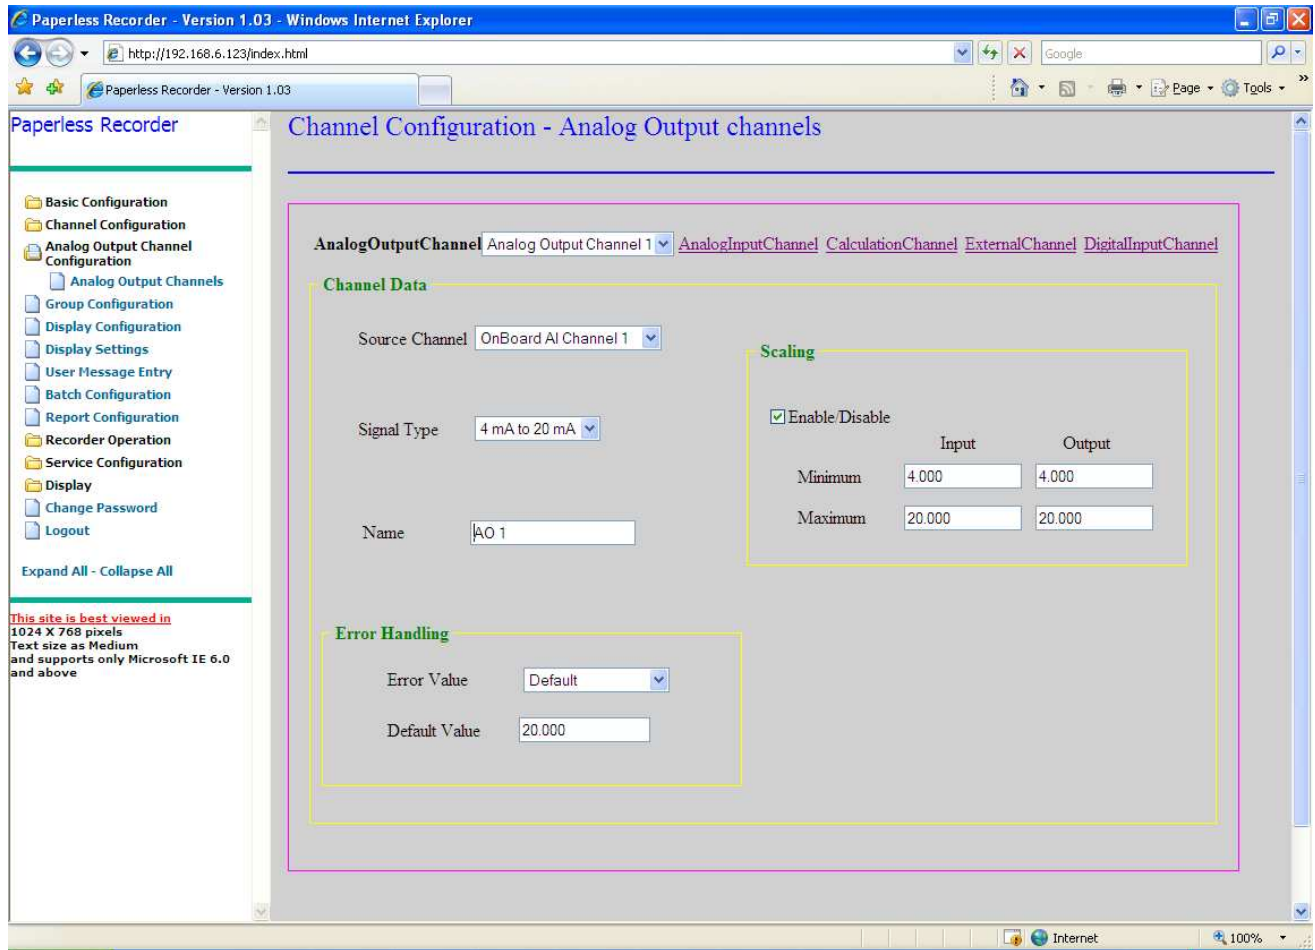 Paperless Recorder - Version 1.03 - Windows Internet Explorer
http://192.168.6.123/index.html
Google
Paperless Recorder - Version 1.03
Page
Tools
»
Paperless Recorder
Basic Configuration
Channel Configuration
Analog Output Channel
Configuration
Analog Output Channels
Group Configuration
Display Configuration
Display Settings
User Message Entry
Batch Configuration
Report Configuration
Recorder Operation
Service Configuration
Display
Change Password
Logout
Expand All - Collapse All
This site is best viewed in
1024 X 768 pixels
Text size as Medium
and supports only Microsoft IE 6.0
and above
Channel Configuration - Analog Output channels
AnalogOutputChannel Analog Output Channel 1 AnalogInputChannel CalculationChannel ExternalChannel DigitalInputChannel
Channel Data
Source Channel OnBoard AI Channel 1
Signal Type 4 mA to 20 mA
Name AO 1
Scaling
Enable/Disable
Input Output
Minimum 4.000 4.000
Maximum 20.000 20.000
Error Handling
Error Value Default
Default Value 20.000
Internet
100%